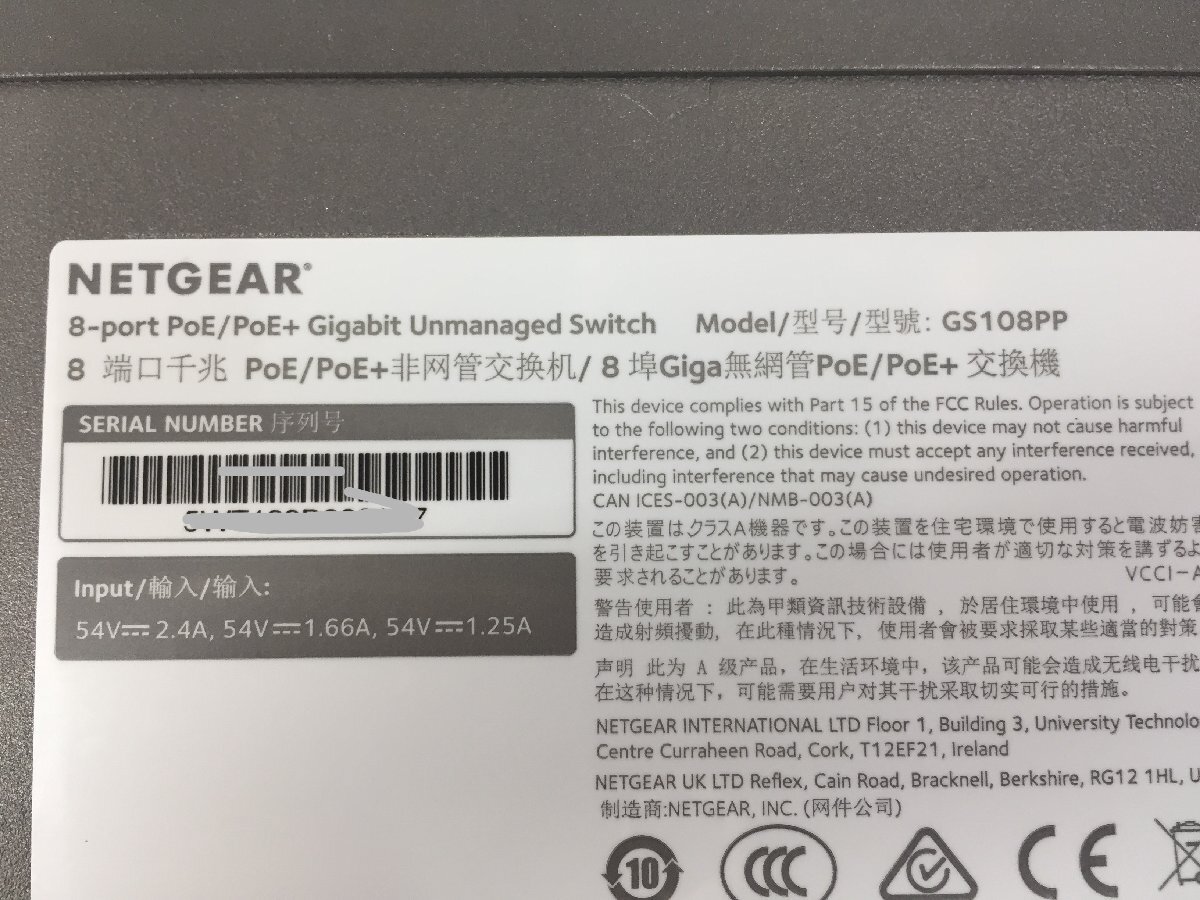 NETGEAR®
8-port PoE/PoE+ Gigabit Unmanaged Switch Model/型号/型號: GS108PP
8 端口千兆 PoE/PoE+非网管交换机/ 8 埠Giga無網管PoE/PoE+ 交換機
SERIAL NUMBER 序列号
Input/輸入/输入:
54V⎓2.4A, 54V⎓1.66A, 54V⎓1.25A
This device complies with Part 15 of the FCC Rules. Operation is subject
to the following two conditions: (1) this device may not cause harmful
interference, and (2) this device must accept any interference received,
including interference that may cause undesired operation.
CAN ICES-003(A)/NMB-003(A)
この装置はクラスA機器です。この装置を住宅環境で使用すると電波妨害
を引き起こすことがあります。この場合には使用者が適切な対策を講ずるよ
要求されることがあります。
VCCI-A
警告使用者 : 此為甲類資訊技術設備 , 於居住環境中使用 , 可能會
造成射頻擾動, 在此種情況下, 使用者會被要求採取某些適當的對策
声明 此为 A 级产品, 在生活环境中, 该产品可能会造成无线电干扰
在这种情况下, 可能需要用户对其干扰采取切实可行的措施。
NETGEAR INTERNATIONAL LTD Floor 1, Building 3, University Technolo
Centre Curraheen Road, Cork, T12EF21, Ireland
NETGEAR UK LTD Reflex, Cain Road, Bracknell, Berkshire, RG12 1HL, U
制造商:NETGEAR, INC. (网件公司)
10 CCC CE